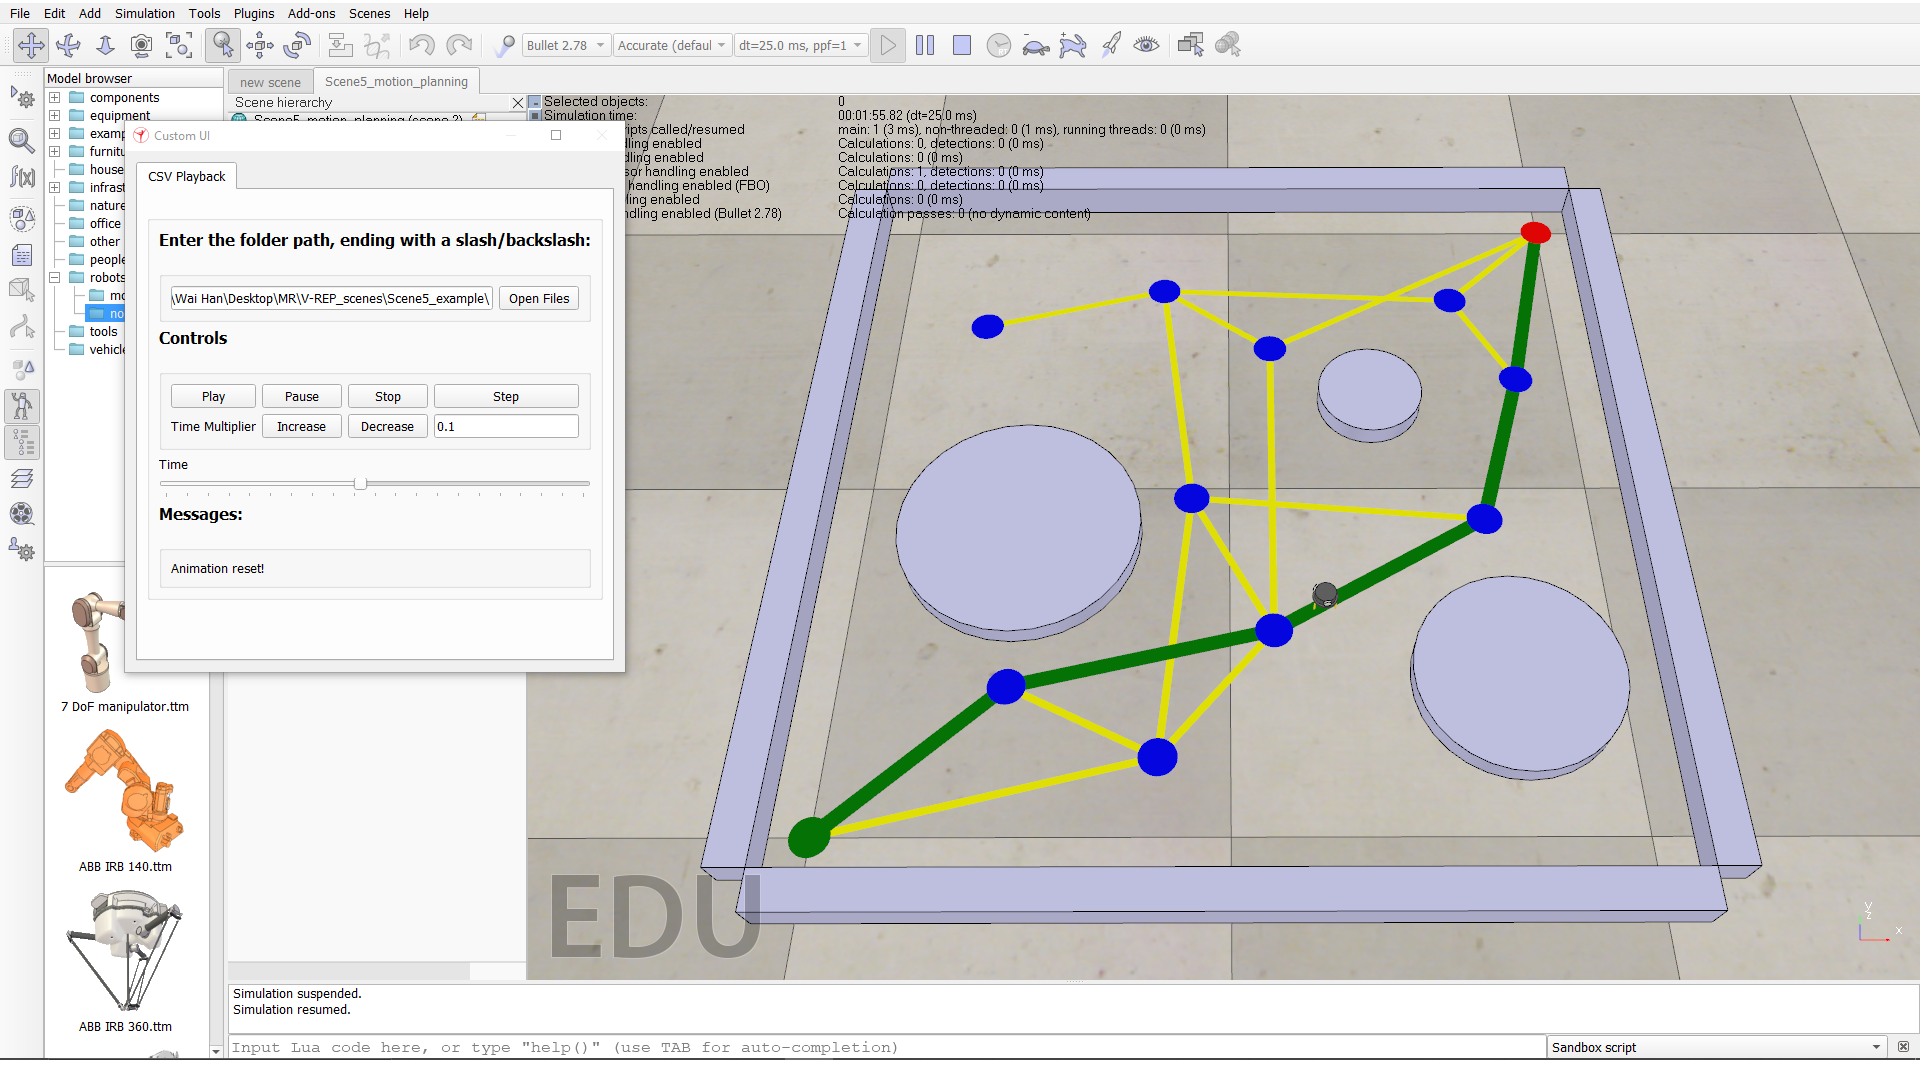 File Edit Add Simulation Tools Plugins Add-ons Scenes Help
Bullet 2.78 Accurate (defaul dt=25.0 ms, ppf=1
Model browser
components
equipment
examp
furnitu
house
infrast
nature
office
other
people
robots
mo
no
tools
vehicle
7 DoF manipulator.ttm
ABB IRB 140.ttm
ABB IRB 360.ttm
new scene Scene5_motion_planning
Scene hierarchy
Scene5_motion_planning (scene 2)
Custom UI
CSV Playback
Enter the folder path, ending with a slash/backslash:
\Wai Han\Desktop\MR\V-REP_scenes\Scene5_example\ Open Files
Controls
Play Pause Stop Step
Time Multiplier Increase Decrease 0.1
Time
Messages:
Animation reset!
Selected objects: 0
Simulation time: 00:01:55.82 (dt=25.0 ms)
ripts called/resumed main: 1 (3 ms), non-threaded: 0 (1 ms), running threads: 0 (0 ms)
lling enabled Calculations: 0, detections: 0 (0 ms)
dling enabled Calculations: 0 (0 ms)
sor handling enabled Calculations: 1, detections: 0 (0 ms)
handling enabled (FBO) Calculations: 0, detections: 0 (0 ms)
ling enabled Calculations: 0 (0 ms)
ndling enabled (Bullet 2.78) Calculation passes: 0 (no dynamic content)
EDU
y
z
x
Simulation suspended.
Simulation resumed.
Input Lua code here, or type "help()" (use TAB for auto-completion)
Sandbox script